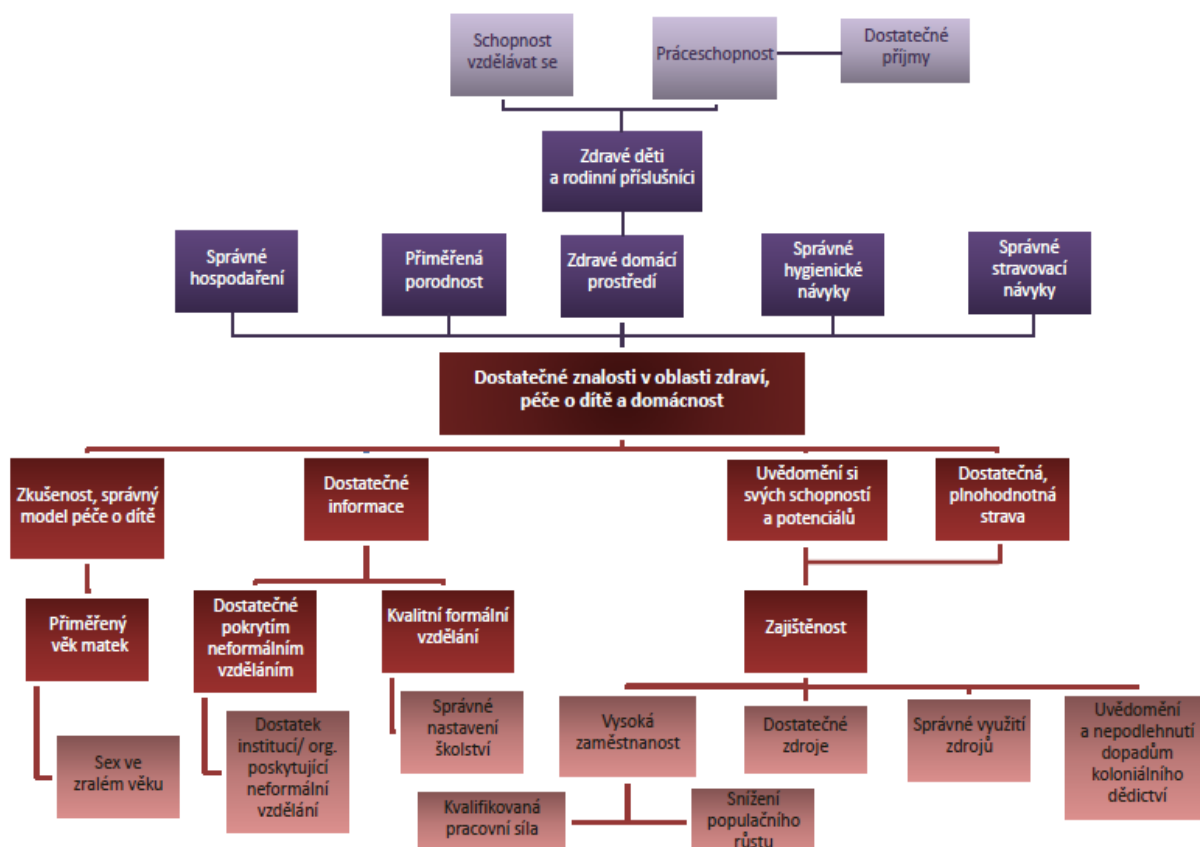 Schopnost
vzdělávat se
Práceschopnost
Dostatečné
příjmy
Zdravé děti
a rodinní příslušníci
Správné
hospodaření
Přiměřená
porodnost
Zdravé domácí
prostředí
Správné
hygienické
návyky
Správné
stravovací
návyky
Dostatečné znalosti v oblasti zdraví,
péče o dítě a domácnost
Zkušenost, správný
model péče o dítě
Dostatečné
informace
Uvědomění si
svých schopností
a potenciálů
Dostatečná,
plnohodnotná
strava
Přiměřený
věk matek
Dostatečné
pokrytím
neformálním
vzděláním
Kvalitní formální
vzdělání
Zajištěnost
Sex ve
zralém věku
Dostatek
institucí/ org.
poskytující
neformální
vzdělání
Správné
nastavení
školství
Vysoká
zaměstnanost
Dostatečné
zdroje
Správné využití
zdrojů
Uvědomění
a nepodlehnutí
dopadům
koloniálního
dědictví
Kvalifikovaná
pracovní síla
Snížení
populačního
růstu